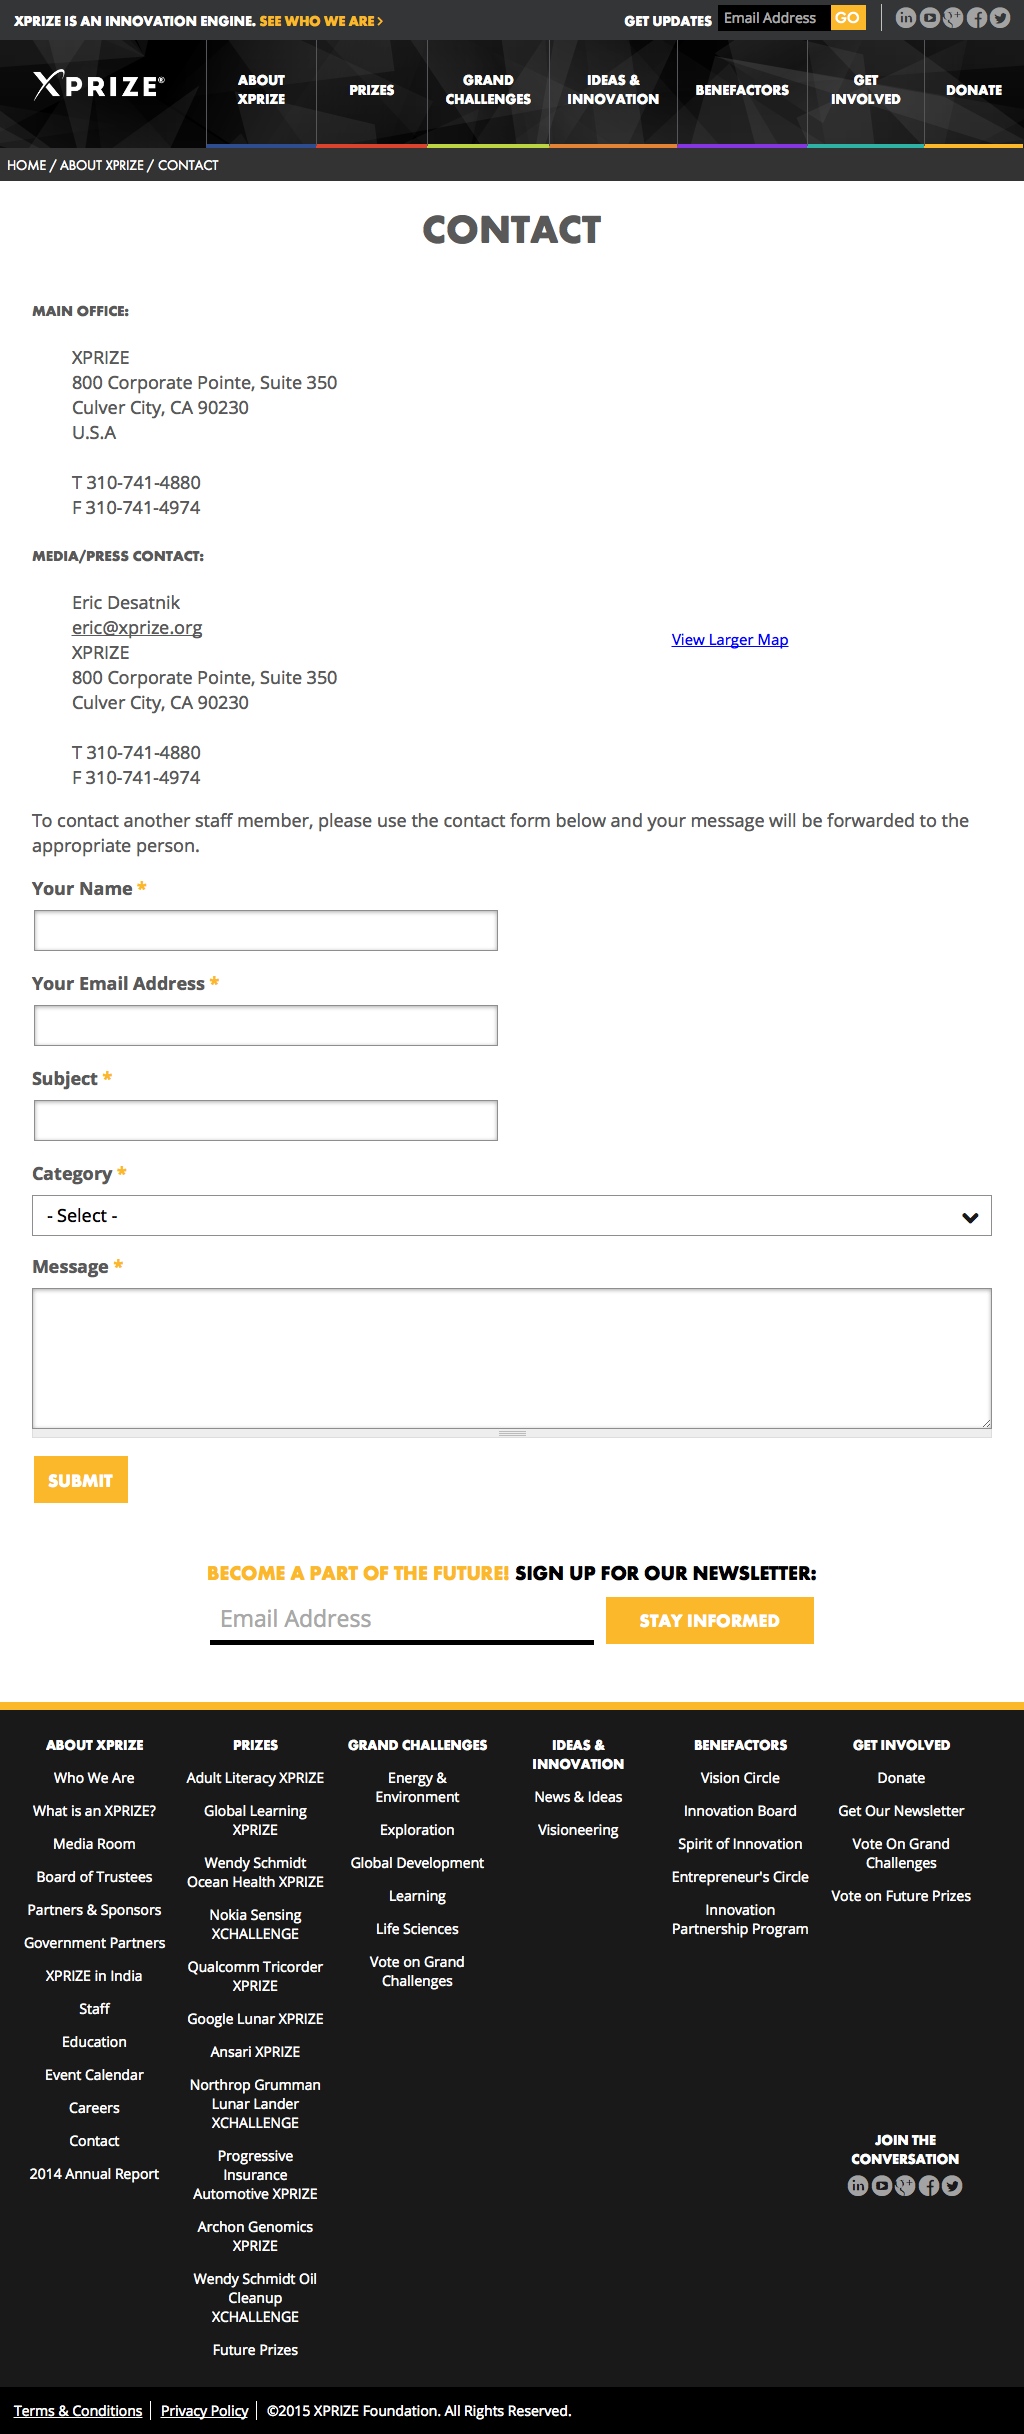 XPRIZE IS AN INNOVATION ENGINE. SEE WHO WE ARE >
GET UPDATES Email Address GO
XPRIZE®
ABOUT
XPRIZE
PRIZES
GRAND
CHALLENGES
IDEAS &
INNOVATION
BENEFACTORS
GET
INVOLVED
DONATE
HOME / ABOUT XPRIZE / CONTACT
CONTACT
MAIN OFFICE:
XPRIZE
800 Corporate Pointe, Suite 350
Culver City, CA 90230
U.S.A
T 310-741-4880
F 310-741-4974
MEDIA/PRESS CONTACT:
Eric Desatnik
eric@xprize.org
XPRIZE
800 Corporate Pointe, Suite 350
Culver City, CA 90230
T 310-741-4880
F 310-741-4974
View Larger Map
To contact another staff member, please use the contact form below and your message will be forwarded to the
appropriate person.
Your Name *
Your Email Address *
Subject *
Category *
- Select -
Message *
SUBMIT
BECOME A PART OF THE FUTURE! SIGN UP FOR OUR NEWSLETTER:
Email Address
STAY INFORMED
ABOUT XPRIZE
Who We Are
What is an XPRIZE?
Media Room
Board of Trustees
Partners & Sponsors
Government Partners
XPRIZE in India
Staff
Education
Event Calendar
Careers
Contact
2014 Annual Report
PRIZES
Adult Literacy XPRIZE
Global Learning
XPRIZE
Wendy Schmidt
Ocean Health XPRIZE
Nokia Sensing
XCHALLENGE
Qualcomm Tricorder
XPRIZE
Google Lunar XPRIZE
Ansari XPRIZE
Northrop Grumman
Lunar Lander
XCHALLENGE
Progressive
Insurance
Automotive XPRIZE
Archon Genomics
XPRIZE
Wendy Schmidt Oil
Cleanup
XCHALLENGE
Future Prizes
GRAND CHALLENGES
Energy &
Environment
Exploration
Global Development
Learning
Life Sciences
Vote on Grand
Challenges
IDEAS &
INNOVATION
News & Ideas
Visioneering
BENEFACTORS
Vision Circle
Innovation Board
Spirit of Innovation
Entrepreneur's Circle
Innovation
Partnership Program
GET INVOLVED
Donate
Get Our Newsletter
Vote On Grand
Challenges
Vote on Future Prizes
JOIN THE
CONVERSATION
Terms & Conditions | Privacy Policy | ©2015 XPRIZE Foundation. All Rights Reserved.